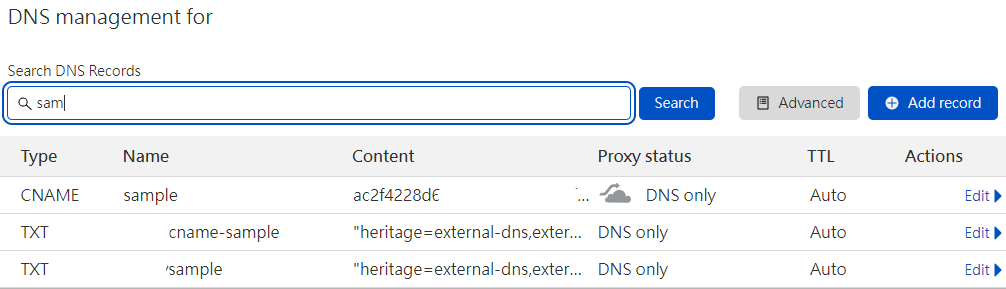 DNS management for
Search DNS Records
sam
Search
Advanced
Add record
Type Name Content Proxy status TTL Actions
CNAME sample ac2f4228d6 ... DNS only Auto Edit
TXT cname-sample "heritage=external-dns,exter... DNS only Auto Edit
TXT sample "heritage=external-dns,exter... DNS only Auto Edit